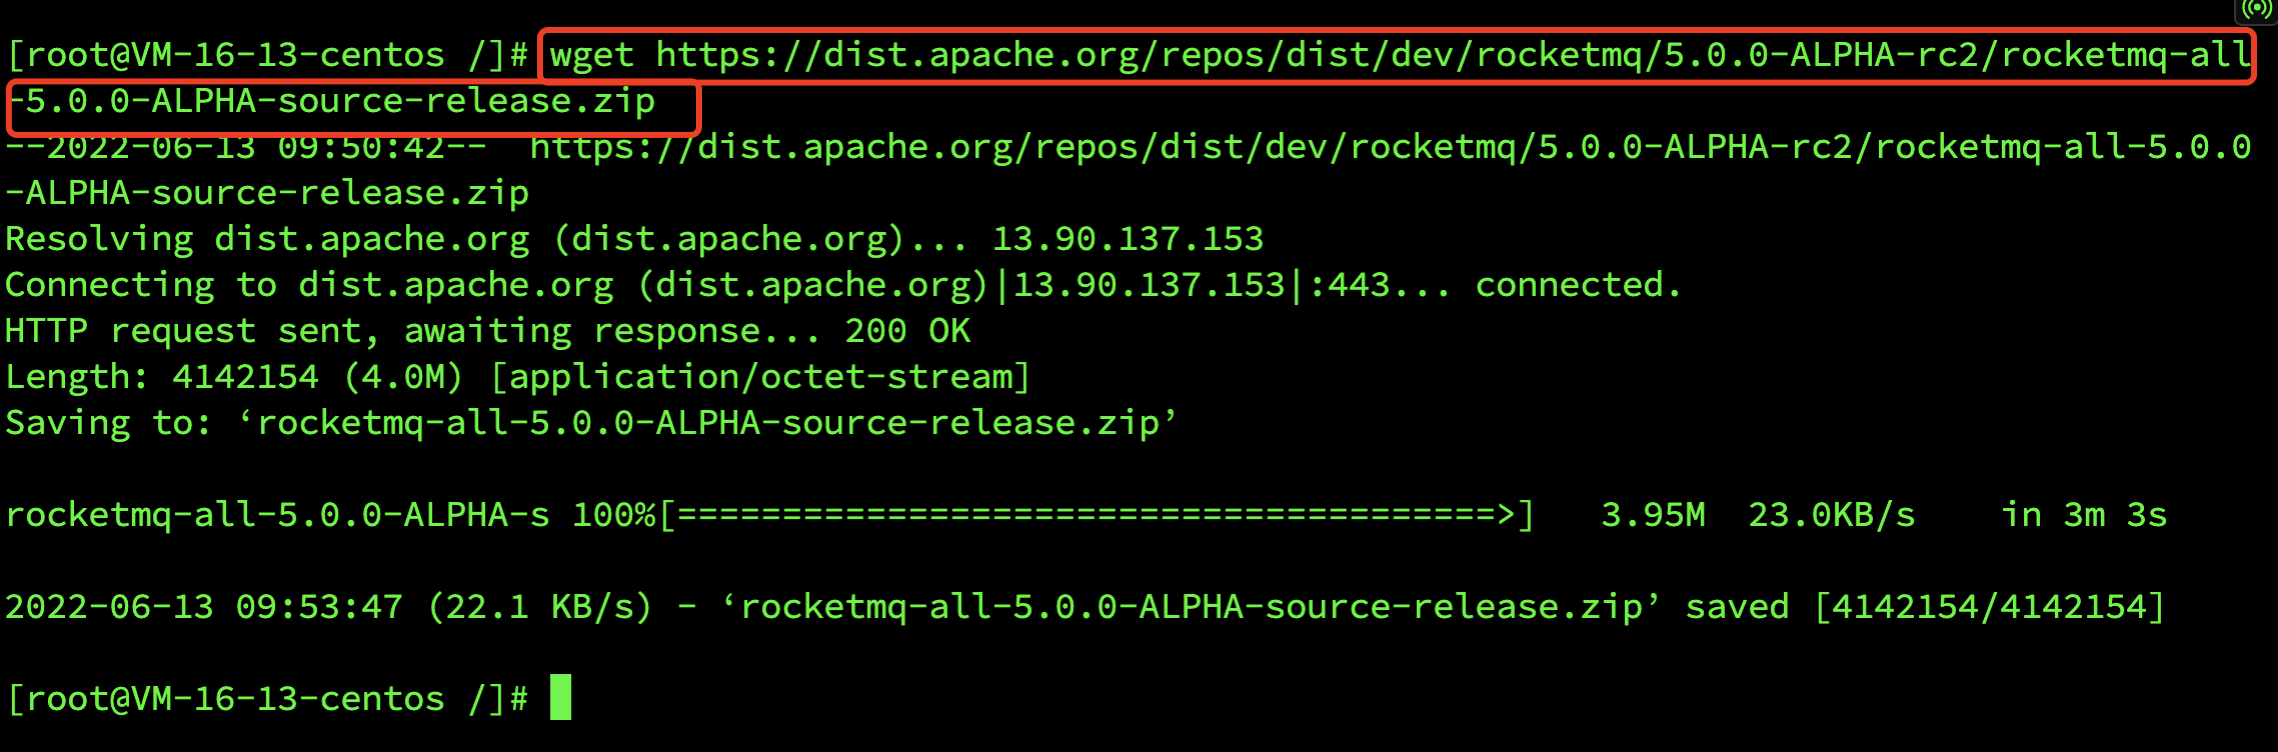 [root@VM-16-13-centos /]# wget https://dist.apache.org/repos/dist/dev/rocketmq/5.0.0-ALPHA-rc2/rocketmq-all
-5.0.0-ALPHA-source-release.zip
--2022-06-13 09:50:42--  https://dist.apache.org/repos/dist/dev/rocketmq/5.0.0-ALPHA-rc2/rocketmq-all-5.0.0
-ALPHA-source-release.zip
Resolving dist.apache.org (dist.apache.org)... 13.90.137.153
Connecting to dist.apache.org (dist.apache.org)|13.90.137.153|:443... connected.
HTTP request sent, awaiting response... 200 OK
Length: 4142154 (4.0M) [application/octet-stream]
Saving to: ‘rocketmq-all-5.0.0-ALPHA-source-release.zip’
rocketmq-all-5.0.0-ALPHA-s 100%[=======================================>]   3.95M  23.0KB/s    in 3m 3s
2022-06-13 09:53:47 (22.1 KB/s) - ‘rocketmq-all-5.0.0-ALPHA-source-release.zip’ saved [4142154/4142154]
[root@VM-16-13-centos /]#